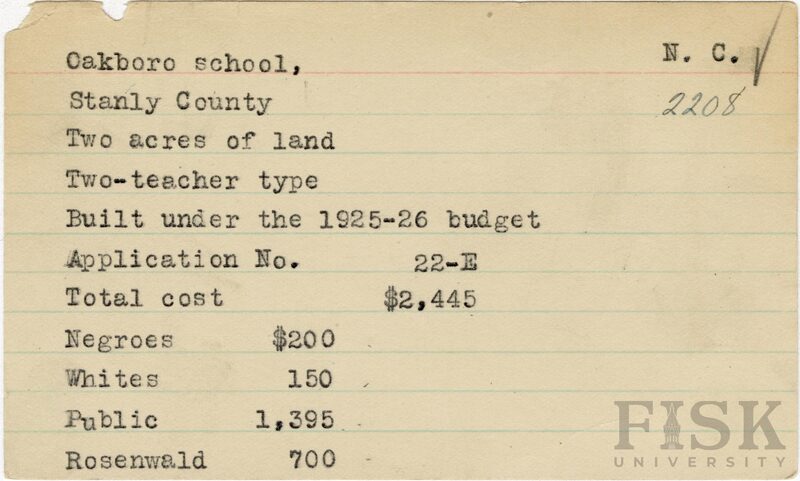 Oakboro school, N. C.
Stanly County 2208
Two acres of land
Two-teacher type
Built under the 1925-26 budget
Application No. 22-E
Total cost $2,445
Negroes $200
Whites 150
Public 1,395
Rosenwald 700
FISK
UNIVERSITY